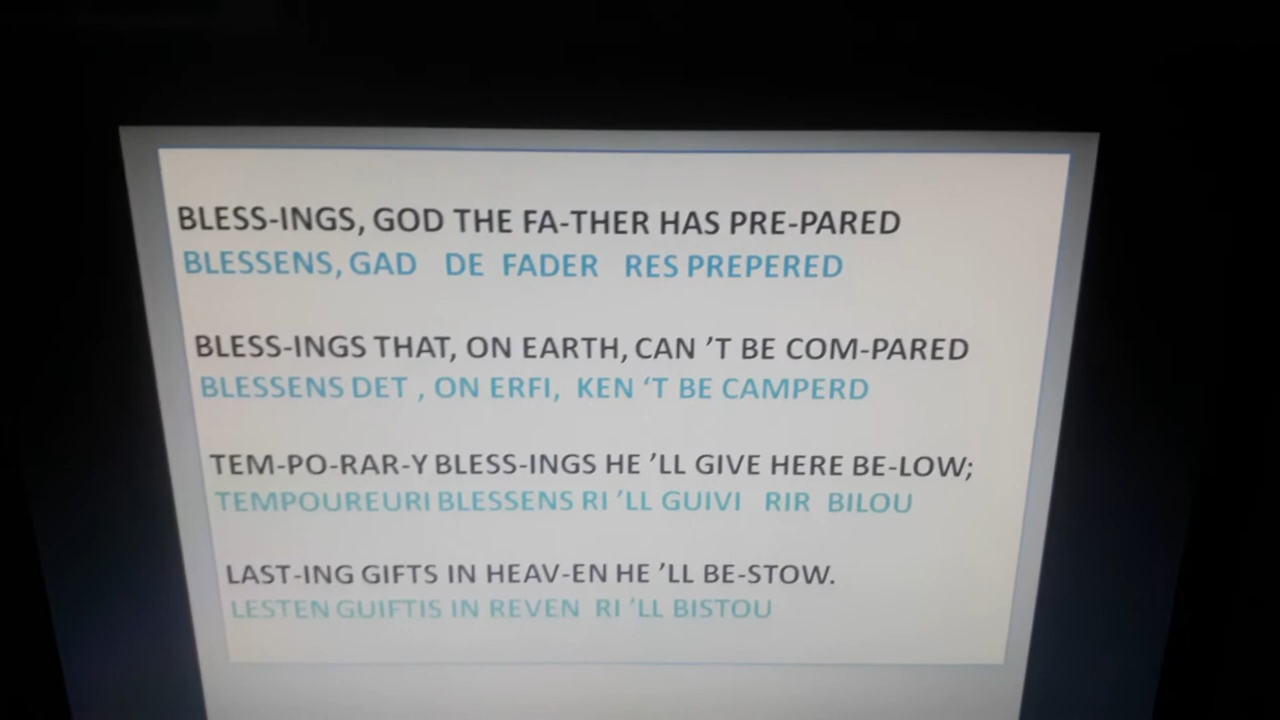 BLESS-INGS, GOD THE FA-THER HAS PRE-PARED
BLESSENS, GAD DE FADER RES PREPERED
BLESS-INGS THAT, ON EARTH, CAN ’T BE COM-PARED
BLESSENS DET , ON ERFI, KEN ‘T BE CAMPERD
TEM-PO-RAR-Y BLESS-INGS HE ’LL GIVE HERE BE-LOW;
TEMPOUREURI BLESSENS RI ’LL GUIVI RIR BILOU
LAST-ING GIFTS IN HEAV-EN HE ’LL BE-STOW.
LESTEN GUIFTIS IN REVEN RI ’LL BISTOU